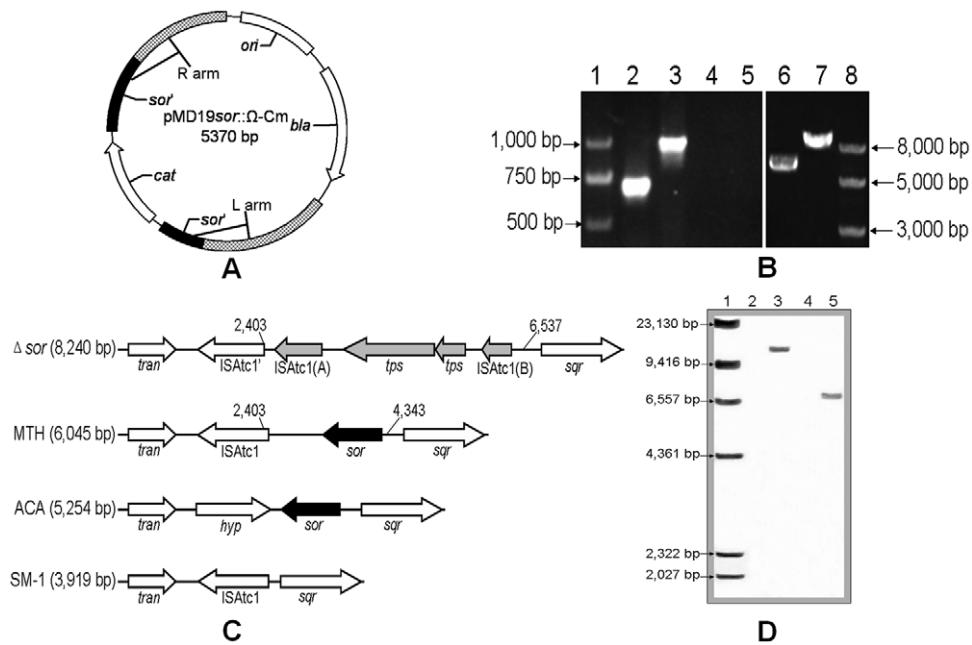 ori
R arm
sor'
pMD19sor::Ω-Cm
5370 bp
bla
cat
sor'
L arm
A
1 2 3 4 5 6 7 8
1,000 bp
750 bp
500 bp
8,000 bp
5,000 bp
3,000 bp
B
Δ sor (8,240 bp)
2,403
6,537
tran
ISAtc1'
ISAtc1(A)
tps
tps
ISAtc1(B)
sqr
MTH (6,045 bp)
2,403
4,343
tran
ISAtc1
sor
sqr
ACA (5,254 bp)
tran
hyp
sor
sqr
SM-1 (3,919 bp)
tran
ISAtc1
sqr
C
1 2 3 4 5
23,130 bp
9,416 bp
6,557 bp
4,361 bp
2,322 bp
2,027 bp
D